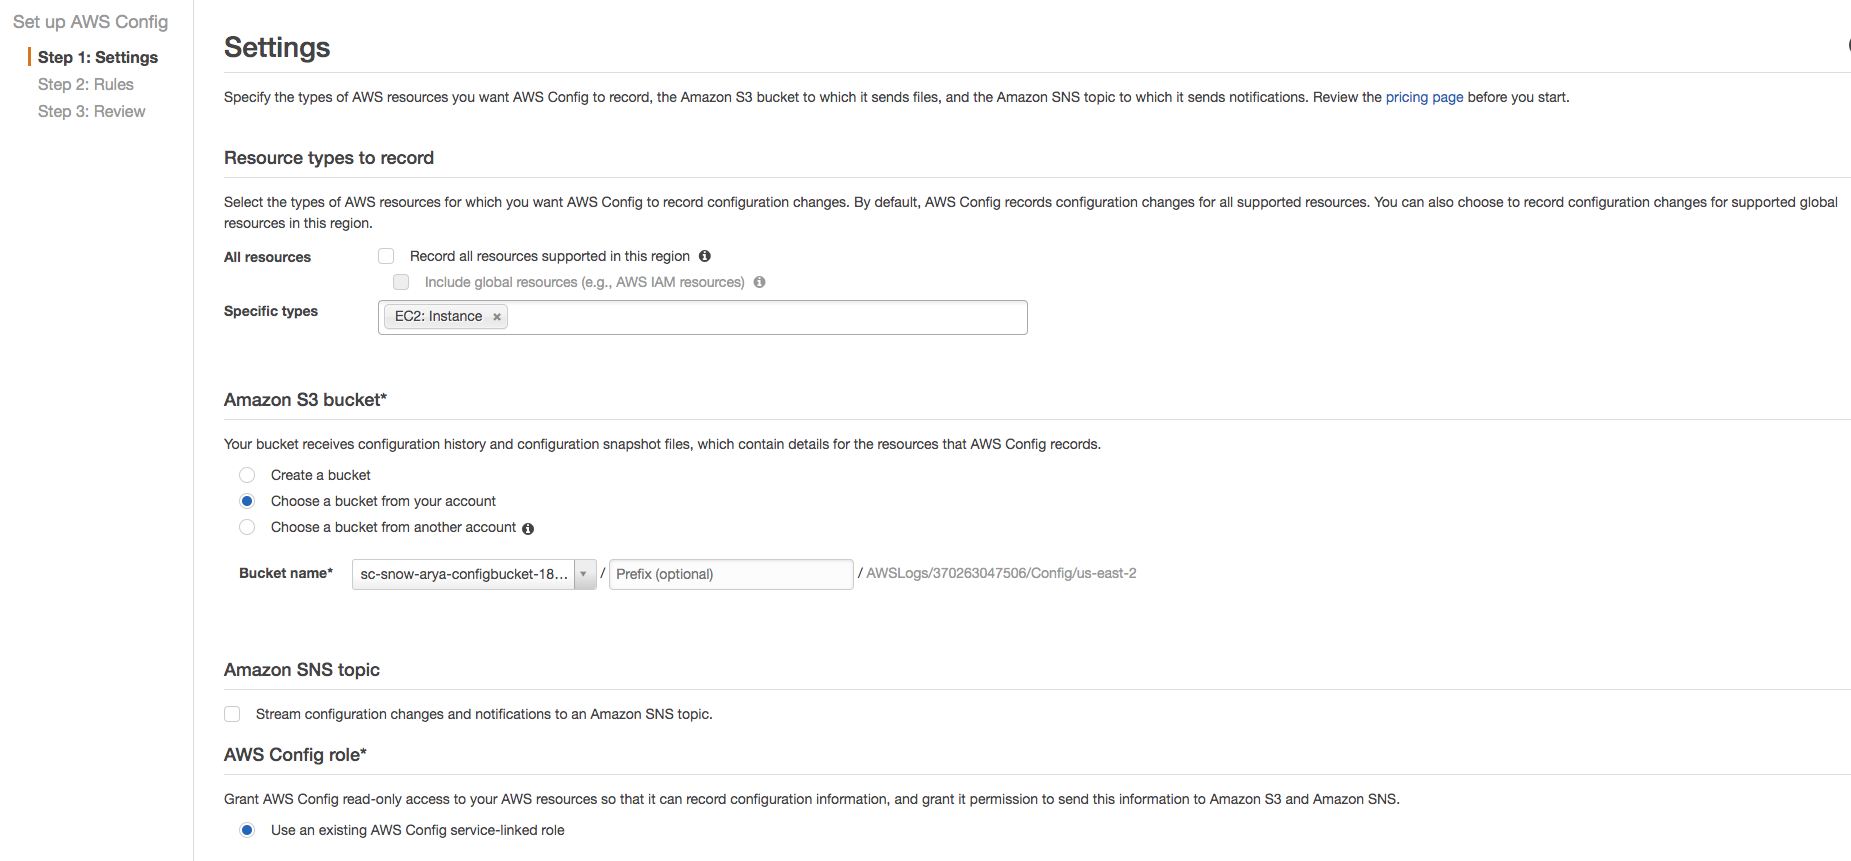 Set up AWS Config
Step 1: Settings
Step 2: Rules
Step 3: Review
Settings
Specify the types of AWS resources you want AWS Config to record, the Amazon S3 bucket to which it sends files, and the Amazon SNS topic to which it sends notifications. Review the pricing page before you start.
Resource types to record
Select the types of AWS resources for which you want AWS Config to record configuration changes. By default, AWS Config records configuration changes for all supported resources. You can also choose to record configuration changes for supported global
resources in this region.
All resources Record all resources supported in this region
Include global resources (e.g., AWS IAM resources)
Specific types EC2: Instance ×
Amazon S3 bucket*
Your bucket receives configuration history and configuration snapshot files, which contain details for the resources that AWS Config records.
Create a bucket
Choose a bucket from your account
Choose a bucket from another account
Bucket name* sc-snow-arya-configbucket-18... / Prefix (optional) / AWSLogs/370263047506/Config/us-east-2
Amazon SNS topic
Stream configuration changes and notifications to an Amazon SNS topic.
AWS Config role*
Grant AWS Config read-only access to your AWS resources so that it can record configuration information, and grant it permission to send this information to Amazon S3 and Amazon SNS.
Use an existing AWS Config service-linked role